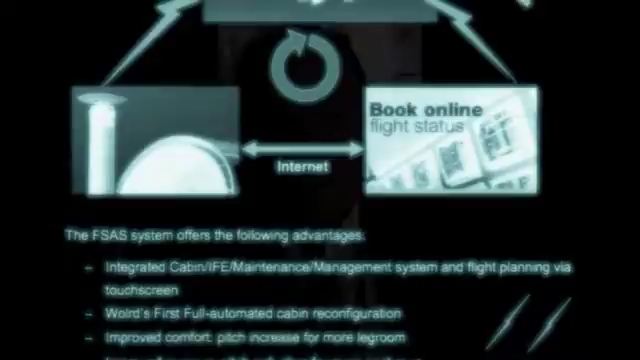 Book online
flight status
Internet
The FSAS system offers the following advantages:
– Integrated Cabin/IFE/Maintenance/Management system and flight planning via
touchscreen
– Wolrd's First Full-automated cabin reconfiguration
– Improved comfort: pitch increase for more legroom